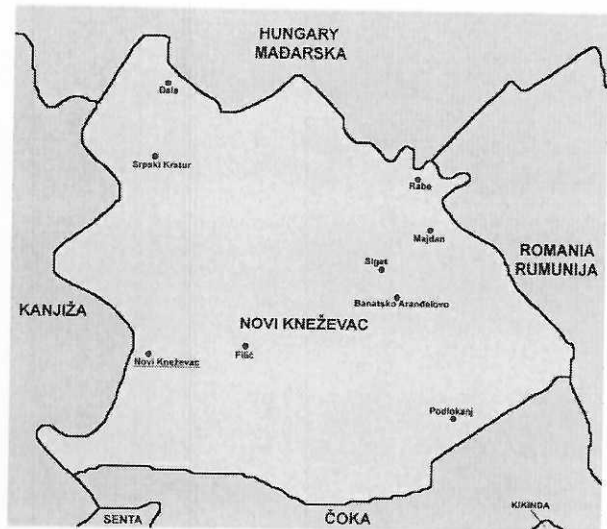 HUNGARY
MAĐARSKA
Đala
Srpski Krstur
Rabe
Majdan
ROMANIA
RUMUNIJA
Siget
Banatsko Aranđelovo
KANJIŽA
NOVI KNEŽEVAC
Filić
Novi Kneževac
Podlokanj
SENTA
ČOKA
KIKINDA